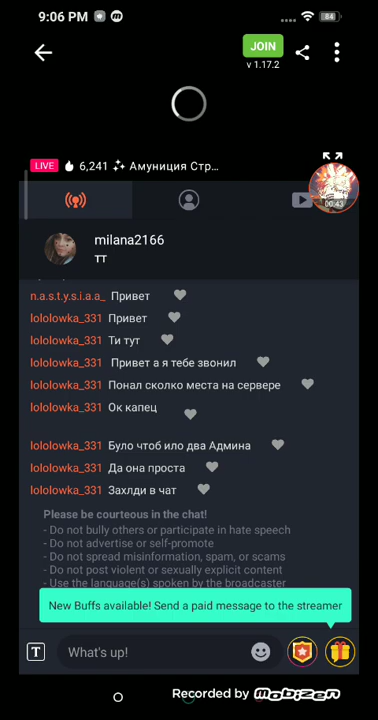 9:06 PM
84
JOIN
v 1.17.2
LIVE 6,241 Амуниция Стр...
00:43
milana2166
тт
n.a.s.t.y.s.i.a.a_ Привет
lololowka_331 Привет
lololowka_331 Ти тут
lololowka_331 Привет а я тебе звонил
lololowka_331 Понал сколко места на сервере
lololowka_331 Ок капец
lololowka_331 Було чтоб ило два Админа
lololowka_331 Да она проста
lololowka_331 Захлди в чат
Please be courteous in the chat!
- Do not bully others or participate in hate speech
- Do not advertise or self-promote
- Do not spread misinformation, spam, or scams
- Do not post violent or sexually explicit content
- Use the language(s) spoken by the broadcaster
New Buffs available! Send a paid message to the streamer
T What's up!
Recorded by mobizen